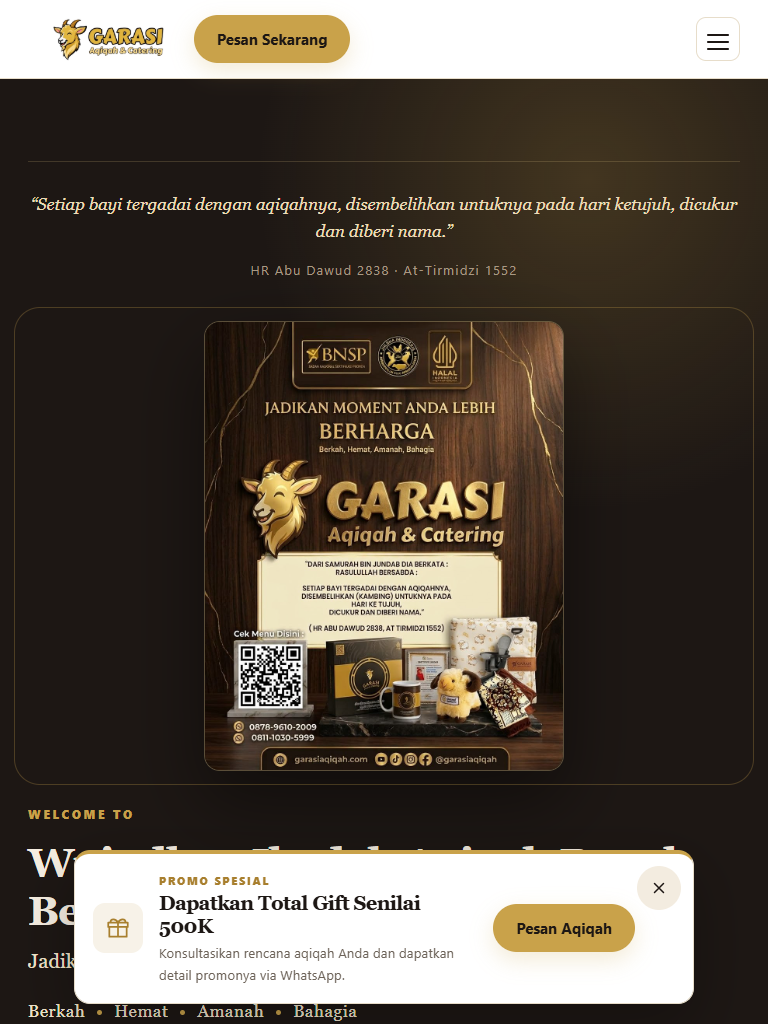 GARASI
Aqiqah & Catering
Pesan Sekarang
“Setiap bayi tergadai dengan aqiqahnya, disembelihkan untuknya pada hari ketujuh, dicukur
dan diberi nama.”
HR Abu Dawud 2838 · At-Tirmidzi 1552
BNSP
HALAL
JADIKAN MOMENT ANDA LEBIH
BERHARGA
Berkah, Hemat, Amanah, Bahagia
GARASI
Aqiqah & Catering
"DARI SAMURAH BIN JUNDAB DIA BERKATA :
RASULULLAH BERSABDA :
SETIAP BAYI TERGADAI DENGAN AQIQAHNYA,
DISEMBELIHKAN (KAMBING) UNTUKNYA PADA
HARI KE TUJUH,
DICUKUR DAN DIBERI NAMA."
( HR ABU DAWUD 2838, AT TIRMIDZI 1552)
Cek Menu Disini :
0878-9610-2009
0811-1030-5999
garasiaqiqah.com
@garasiaqiqah
WELCOME TO
Be
Jadik
PROMO SPESIAL
Dapatkan Total Gift Senilai
500K
Konsultasikan rencana aqiqah Anda dan dapatkan
detail promonya via WhatsApp.
Pesan Aqiqah
Berkah • Hemat • Amanah • Bahagia